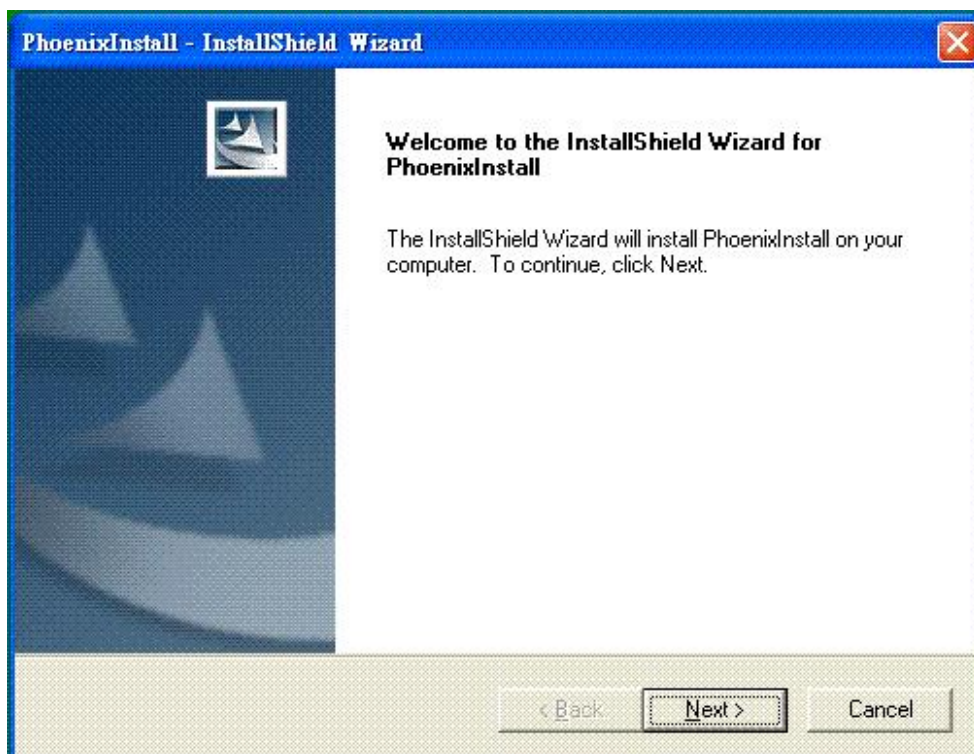 PhoenixInstall - InstallShield Wizard
Welcome to the InstallShield Wizard for
PhoenixInstall
The InstallShield Wizard will install PhoenixInstall on your
computer. To continue, click Next.
< Back
Next >
Cancel